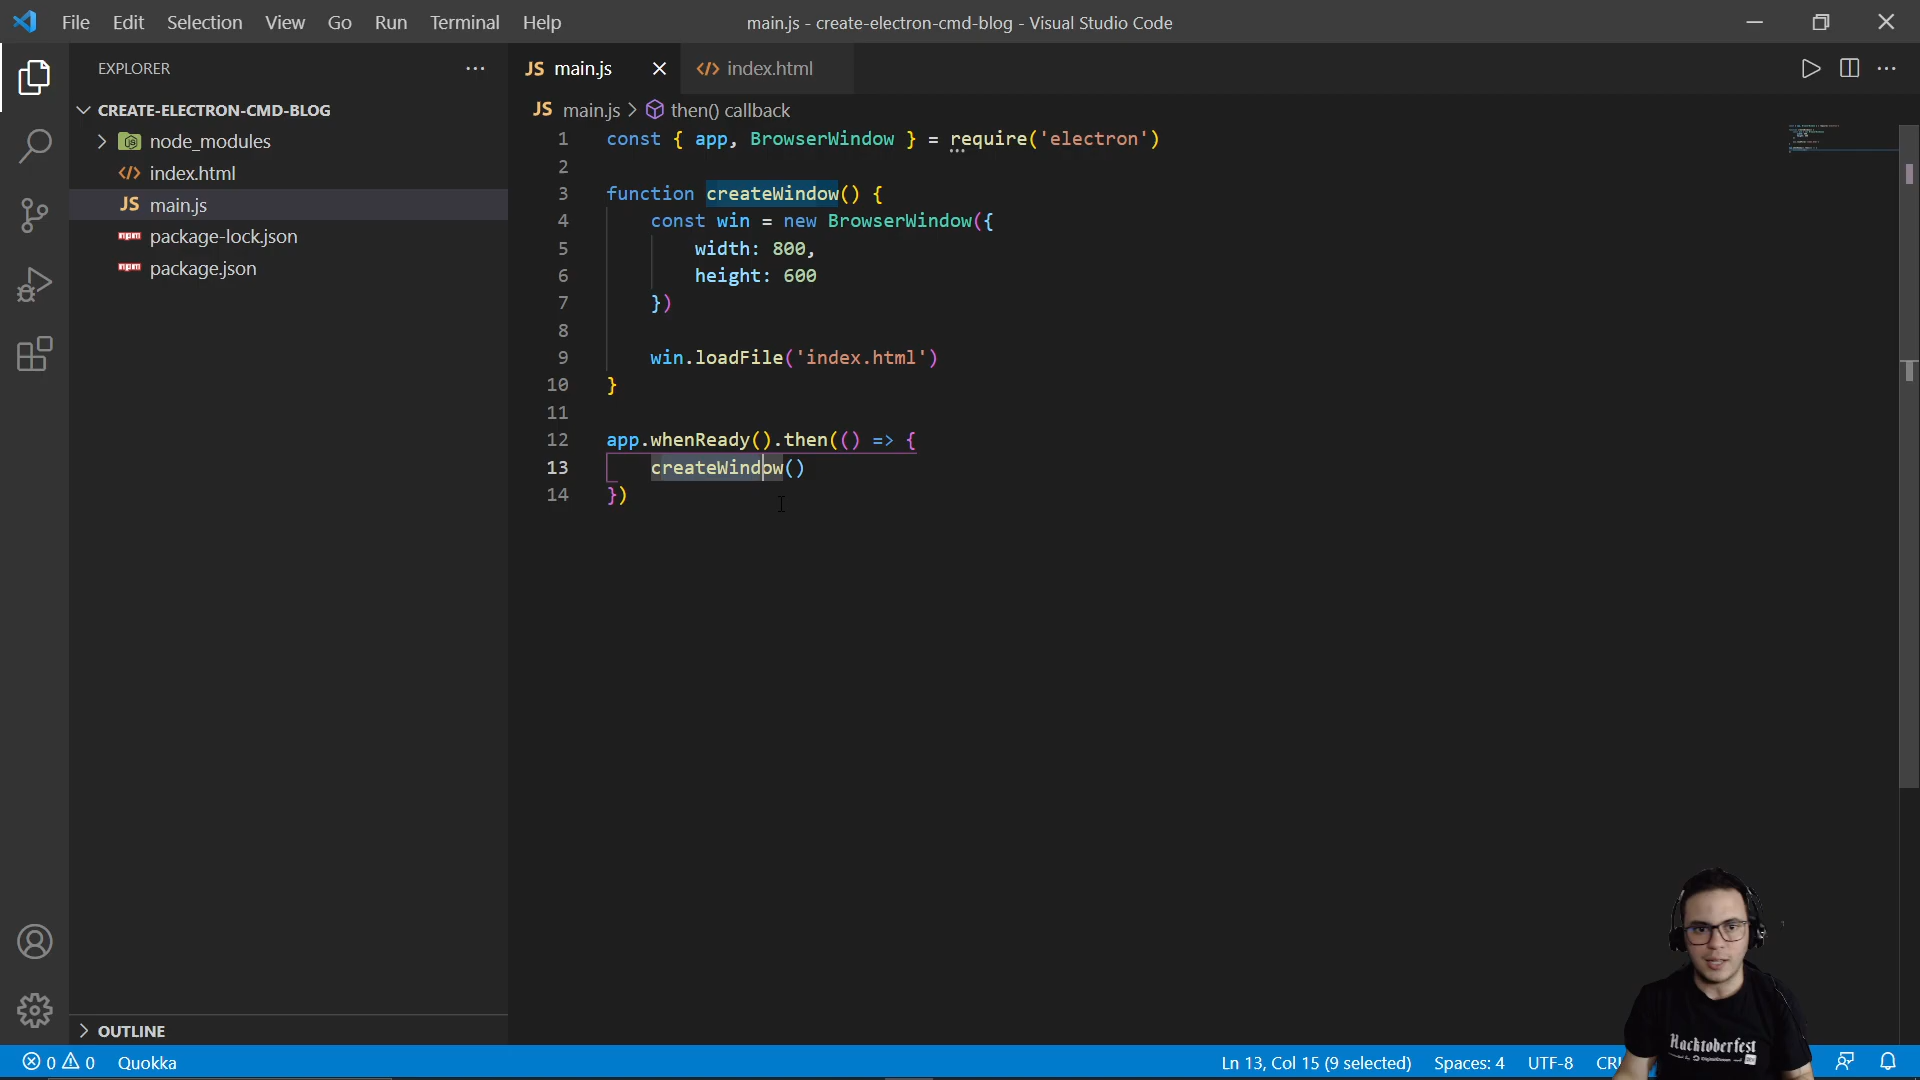 File Edit Selection View Go Run Terminal Help
main.js - create-electron-cmd-blog - Visual Studio Code
EXPLORER
CREATE-ELECTRON-CMD-BLOG
node_modules
index.html
JS main.js
package-lock.json
package.json
OUTLINE
JS main.js
index.html
JS main.js > then() callback
1 const { app, BrowserWindow } = require('electron')
2
3 function createWindow() {
4 const win = new BrowserWindow({
5 width: 800,
6 height: 600
7 })
8
9 win.loadFile('index.html')
10 }
11
12 app.whenReady().then(() => {
13 createWindow()
14 })
Hacktoberfest
0 0 Quokka
Ln 13, Col 15 (9 selected) Spaces: 4 UTF-8